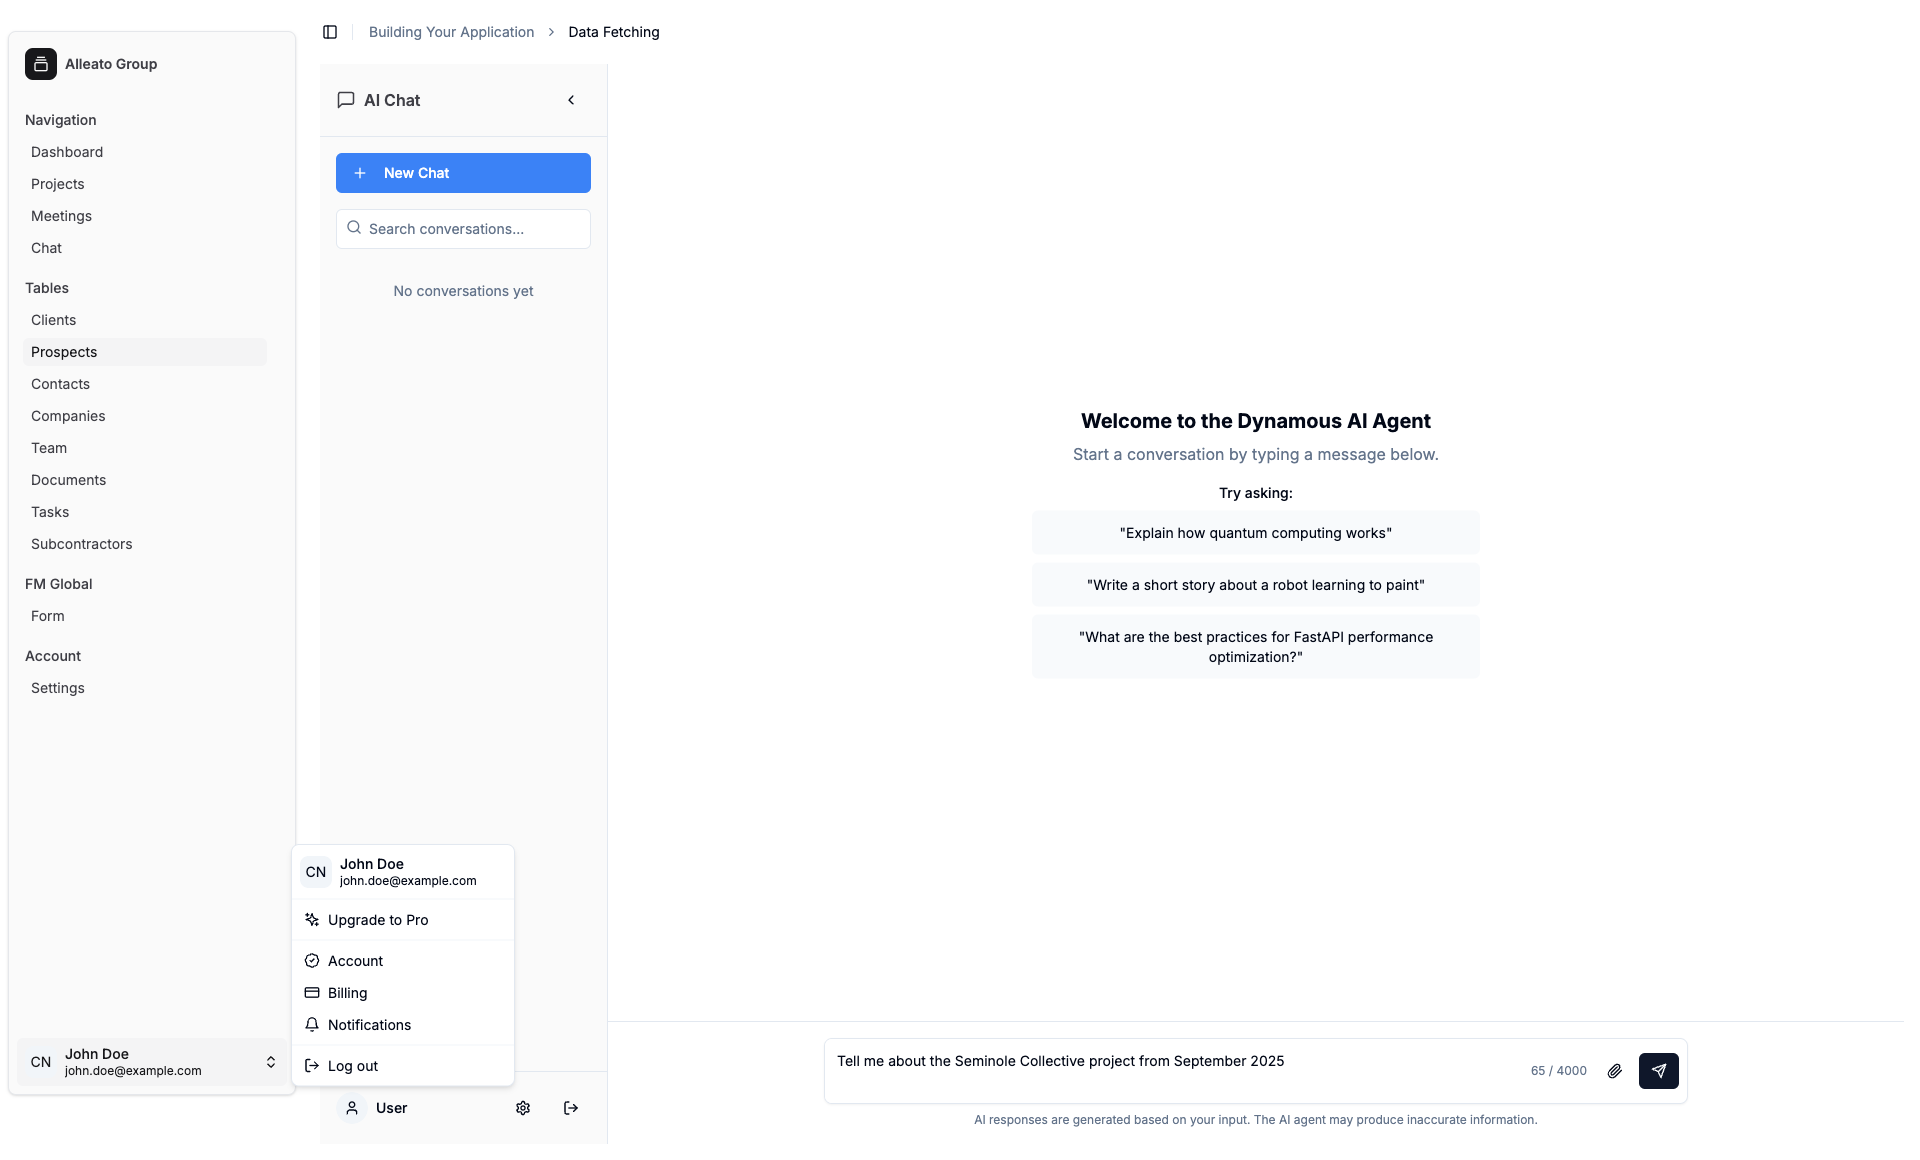 Alleato Group
Navigation
Dashboard
Projects
Meetings
Chat
Tables
Clients
Prospects
Contacts
Companies
Team
Documents
Tasks
Subcontractors
FM Global
Form
Account
Settings
CN
John Doe
john.doe@example.com
Building Your Application
Data Fetching
AI Chat
New Chat
Search conversations...
No conversations yet
CN
John Doe
john.doe@example.com
Upgrade to Pro
Account
Billing
Notifications
Log out
User
Welcome to the Dynamous AI Agent
Start a conversation by typing a message below.
Try asking:
"Explain how quantum computing works"
"Write a short story about a robot learning to paint"
"What are the best practices for FastAPI performance
optimization?"
Tell me about the Seminole Collective project from September 2025
65 / 4000
AI responses are generated based on your input. The AI agent may produce inaccurate information.